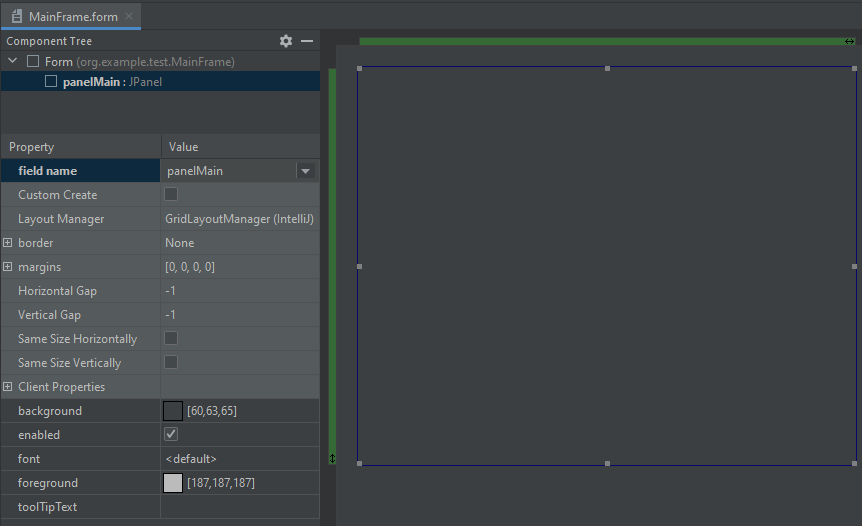 MainFrame.form
Component Tree
Form (org.example.test.MainFrame)
panelMain : JPanel
Property Value
field name panelMain
Custom Create
Layout Manager GridLayoutManager (IntelliJ)
border None
margins [0, 0, 0, 0]
Horizontal Gap -1
Vertical Gap -1
Same Size Horizontally
Same Size Vertically
Client Properties
background [60,63,65]
enabled
font <default>
foreground [187,187,187]
toolTipText